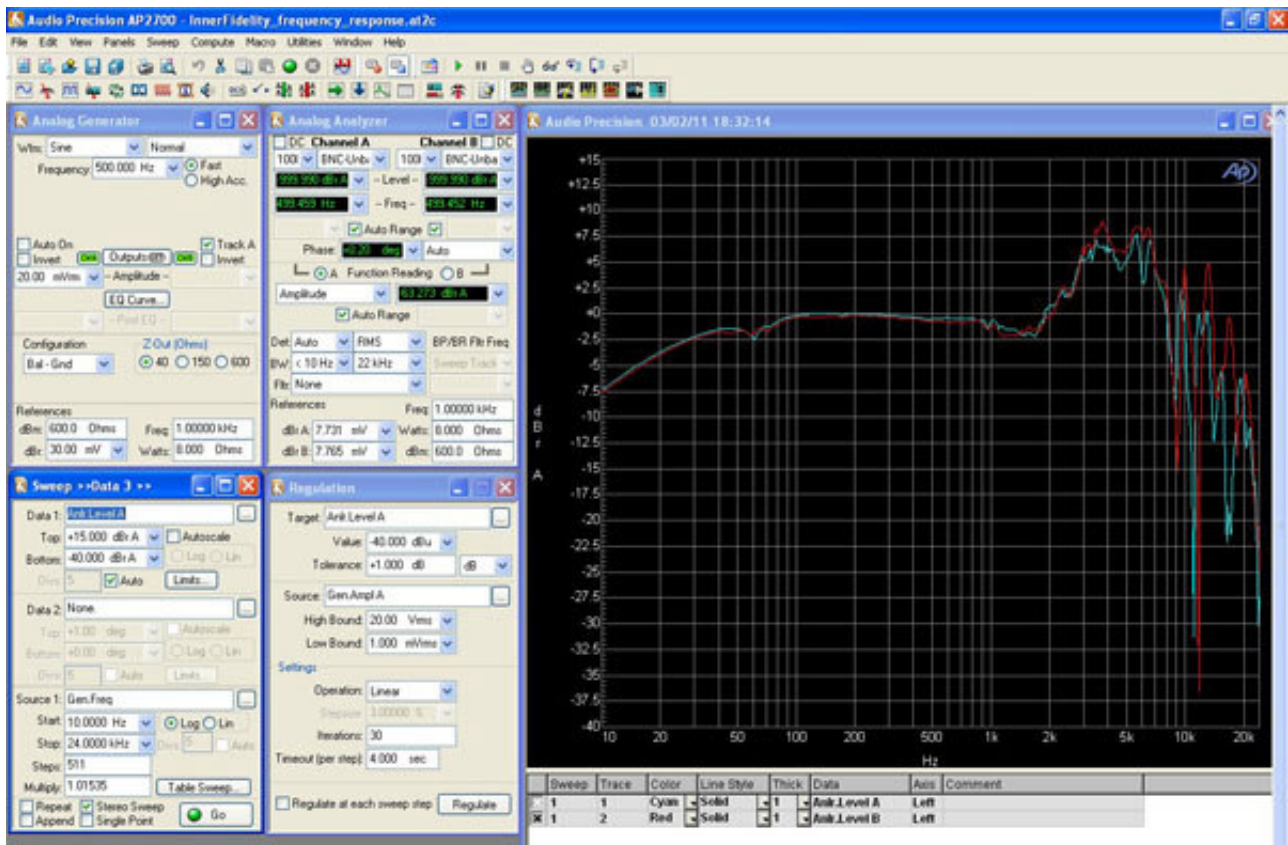 Audio Precision AP2700 - InnerFidelity_frequency_response.at2c
File Edit View Panels Sweep Compute Macro Utilities Window Help
Analog Generator
Wfm: Sine Normal
Frequency: 500.000 Hz Fast
High Acc.
Auto On Track A
Invert Outputs Invert
20.00 - Amplitude -
EQ Curve...
- Post EQ -
Configuration Z-Out (Ohms)
Bal - Gnd 40 150 600
References
dBm: 600.0 Ohms Freq: 1.00000 kHz
dBr: 30.00 mV Watts: 8.000 Ohms
Analog Analyzer
DC Channel A Channel B DC
- Level -
499.459 Hz - Freq - 499.452 Hz
Auto Range
Phase: deg Auto
A Function Reading B
Amplitude 63.273 dBr A
Auto Range
Det: Auto RMS BP/BR Fltr Freq
BW: < 10 Hz 22 kHz Sweep Track
Fltr: None
References Freq: 1.00000 kHz
dBr A: 7.731 mV Watts: 8.000 Ohms
dBr B: 7.765 mV dBm: 600.0 Ohms
Sweep >>Data 3 >>
Data 1: Anlr.Level A ...
Top: +15.000 dBr A Autoscale
Bottom: -40.000 dBr A Log Lin
Divs: 5 Auto Limits...
Data 2: None ...
Top: +1.00 deg Autoscale
Bottom: +0.00 deg Log Lin
Divs: 5 Auto Limits...
Source 1: Gen.Freq ...
Start: 10.0000 Hz Log Lin
Stop: 24.0000 kHz Divs: 5 Auto
Steps: 511
Multiply: 1.01535 Table Sweep...
Repeat Stereo Sweep
Append Single Point Go
Regulation
Target: Anlr.Level A ...
Value: -40.000 dBu
Tolerance: +1.000 dB dB
Source: Gen.Ampl A ...
High Bound: 20.00 Vrms
Low Bound: 1.000 mVrms
Settings
Operation: Linear
Stepsize: 3.00000 %
Iterations: 30
Timeout (per step): 4.000 sec
Regulate at each sweep step Regulate
Audio Precision 03/02/11 18:32:14
Ap
+15
+12.5
+10
+7.5
+5
+2.5
+0
-2.5
-5
-7.5
-10
-12.5
-15
-17.5
-20
-22.5
-25
-27.5
-30
-32.5
-35
-37.5
-40
d
B
r
A
10 20 50 100 200 500 1k 2k 5k 10k 20k
Hz
Sweep Trace Color Line Style Thick Data Axis Comment
1 1 Cyan Solid 1 Anlr.Level A Left
1 2 Red Solid 1 Anlr.Level B Left